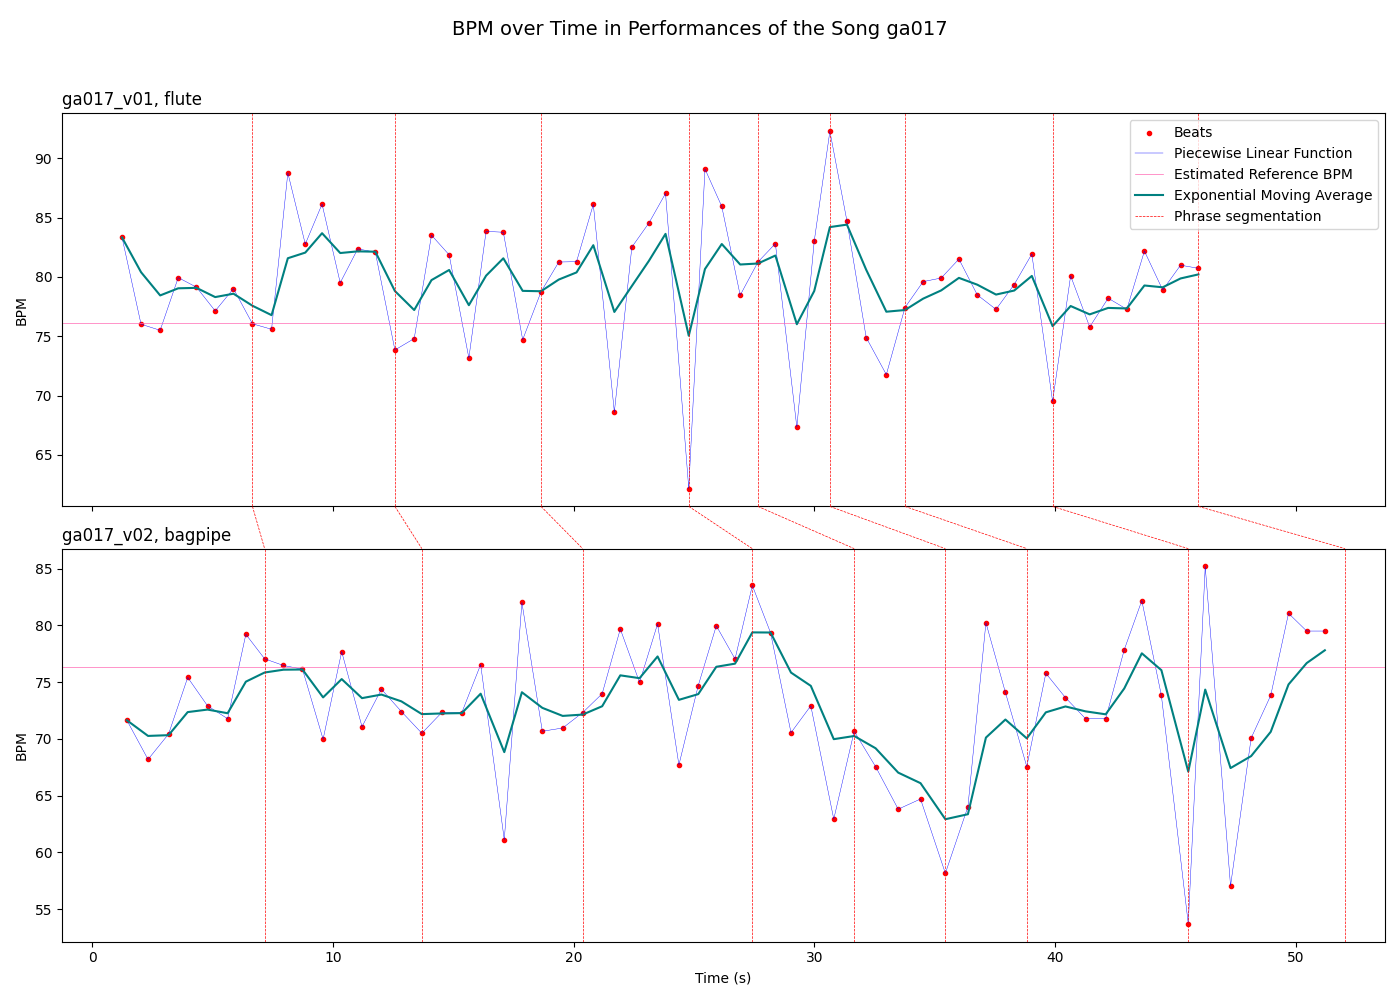 BPM over Time in Performances of the Song ga017
ga017_v01, flute
90
85
80
75
70
65
BPM
Beats
Piecewise Linear Function
Estimated Reference BPM
Exponential Moving Average
Phrase segmentation
ga017_v02, bagpipe
85
80
75
70
65
60
55
BPM
0 10 20 30 40 50
Time (s)